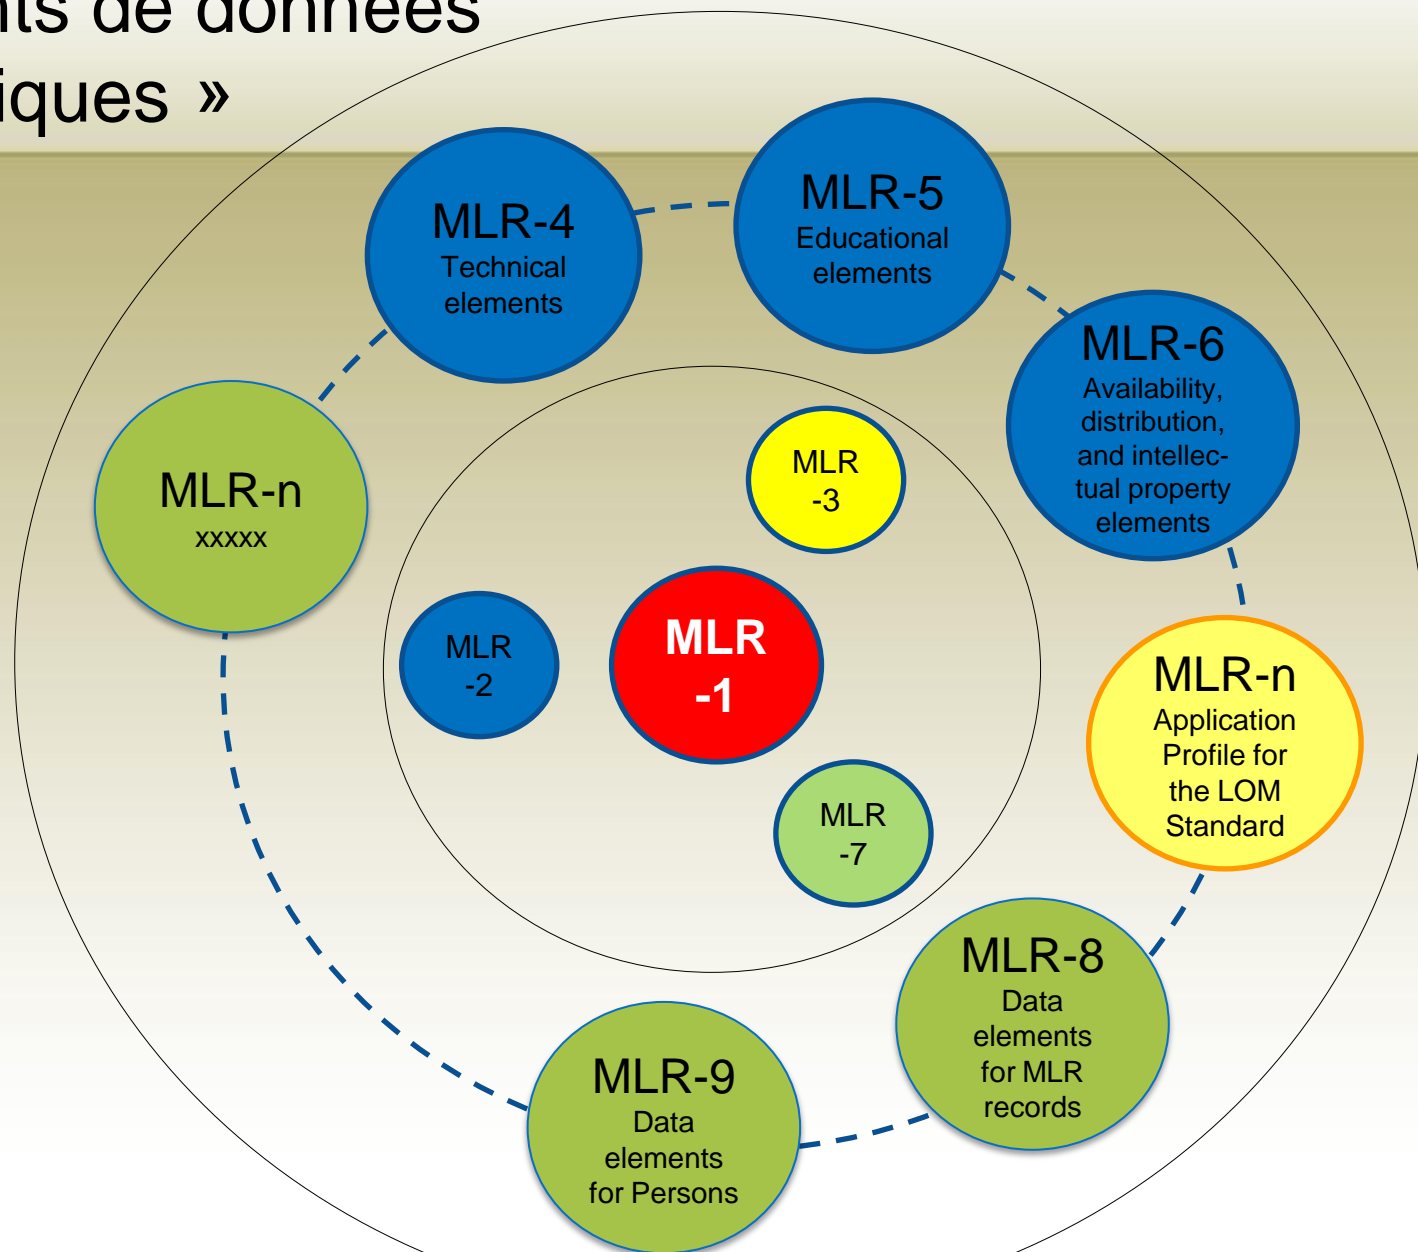 de données
»
MLR-4
Technical
elements
MLR-5
Educational
elements
MLR-6
Availability,
distribution,
and intellec-
tual property
elements
MLR-n
xxxxx
MLR
-3
MLR
-2
MLR
-1
MLR
-7
MLR-n
Application
Profile for
the LOM
Standard
MLR-8
Data
elements
for MLR
records
MLR-9
Data
elements
for Persons